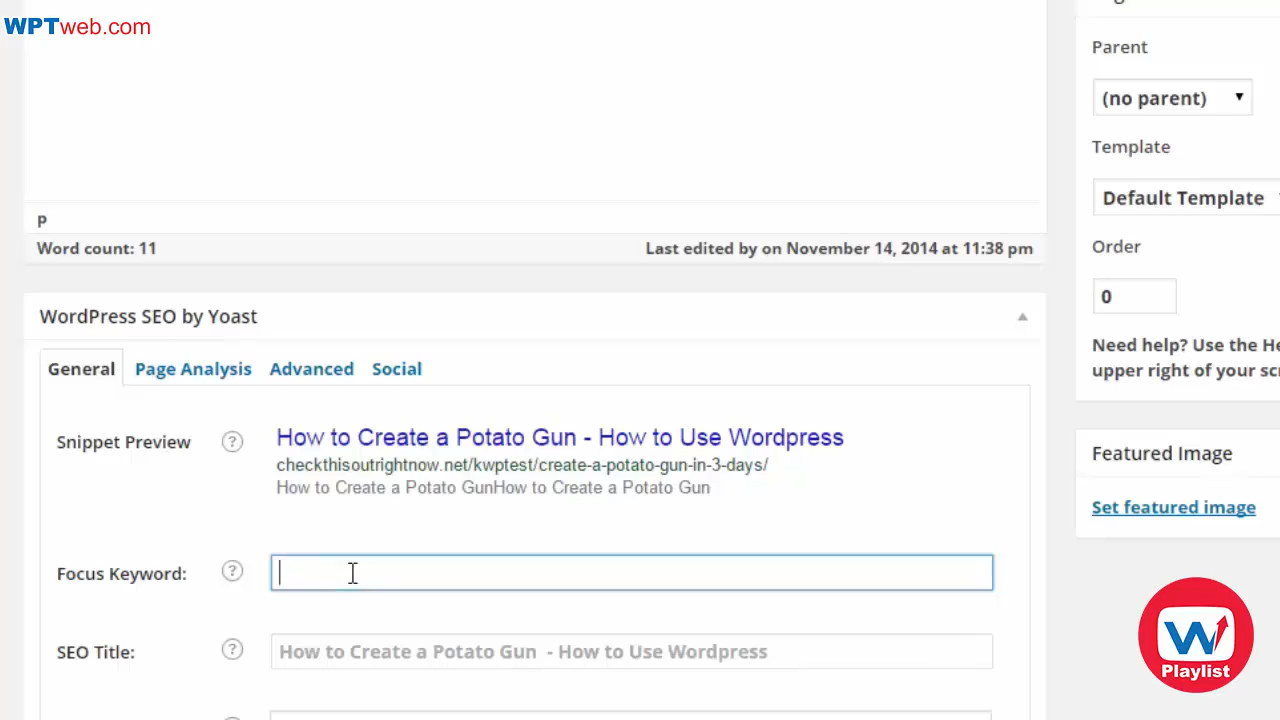 WPTweb.com
Parent
(no parent)
Template
Default Template
Order
0
Need help? Use the He
upper right of your sc
p
Word count: 11
Last edited by on November 14, 2014 at 11:38 pm
WordPress SEO by Yoast
General Page Analysis Advanced Social
Snippet Preview ?
How to Create a Potato Gun - How to Use Wordpress
checkthisoutrightnow.net/kwptest/create-a-potato-gun-in-3-days/
How to Create a Potato GunHow to Create a Potato Gun
Focus Keyword: ?
SEO Title: ? How to Create a Potato Gun - How to Use Wordpress
Featured Image
Set featured image
W
Playlist